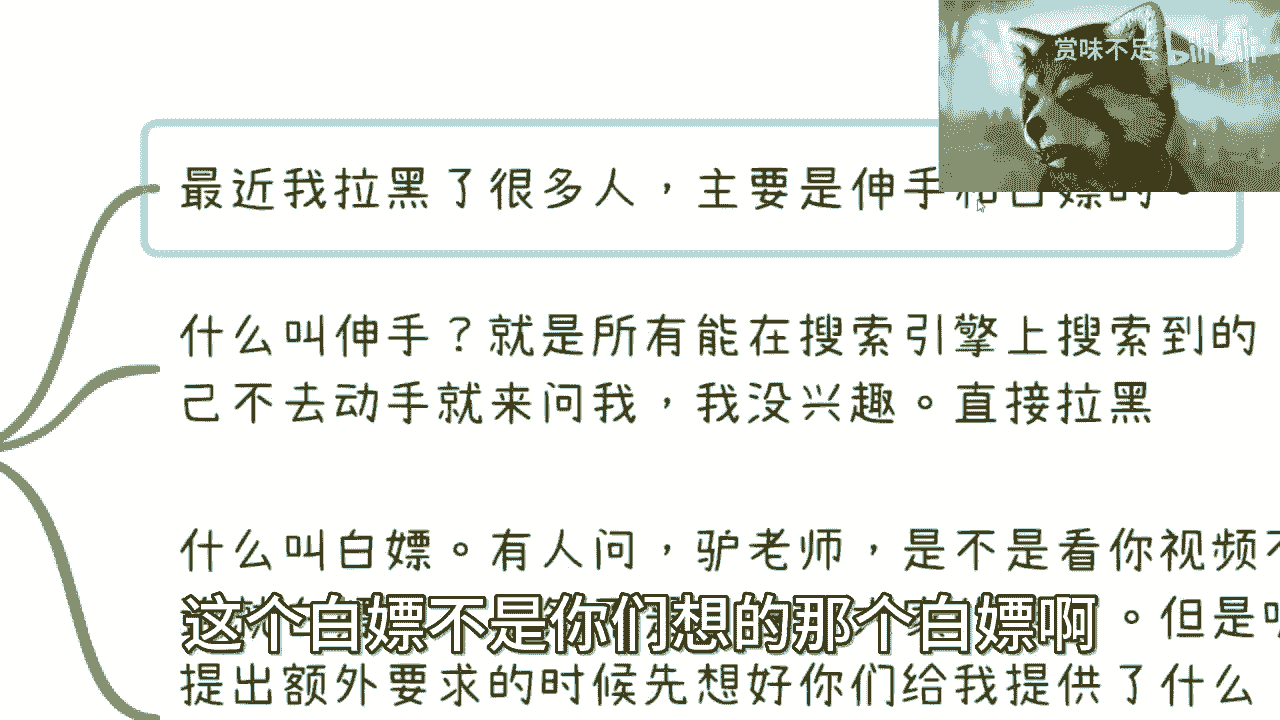 赏味不足 bilibili
最近我拉黑了很多人，主要是伸手和白嫖的。
什么叫伸手？就是所有能在搜索引擎上搜索到的
己不去动手就来问我，我没兴趣。直接拉黑
什么叫白嫖。有人问，驴老师，是不是看你视频不
这个白嫖不是你们想的那个白嫖啊
。但是
提出额外要求的时候先想好你们给我提供了什么